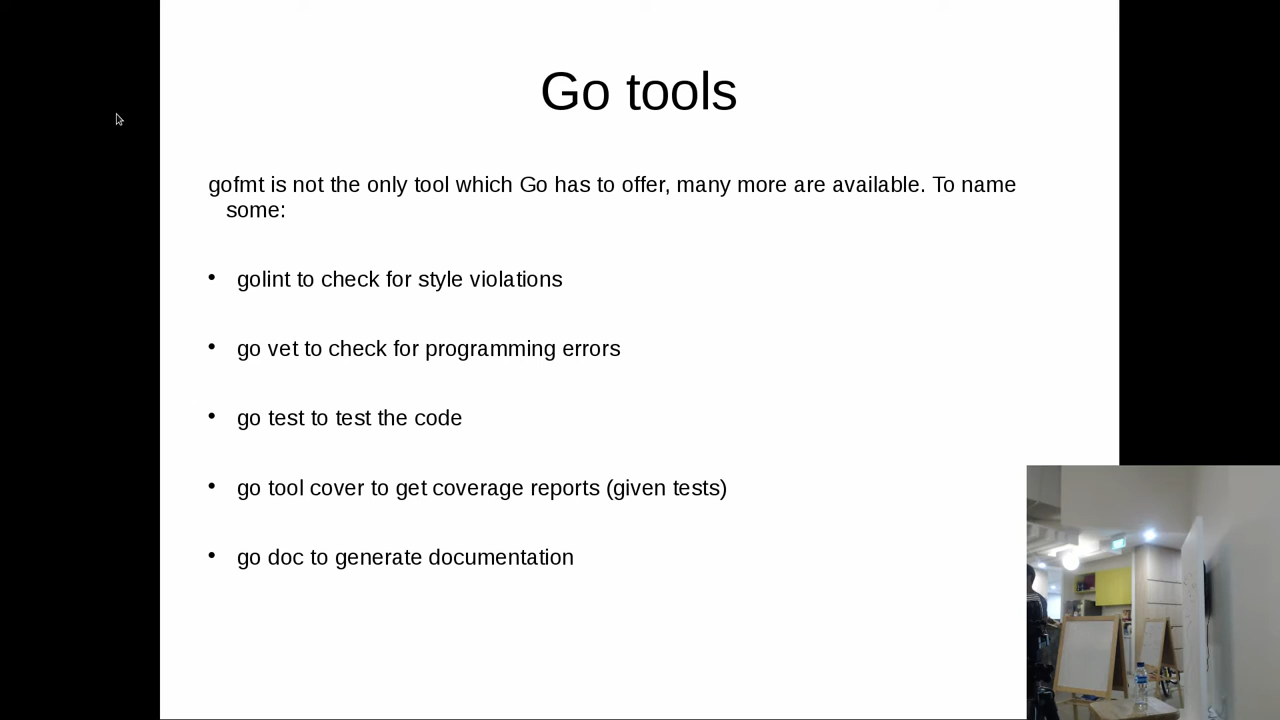 Go tools
gofmt is not the only tool which Go has to offer, many more are available. To name
some:
• golint to check for style violations
• go vet to check for programming errors
• go test to test the code
• go tool cover to get coverage reports (given tests)
• go doc to generate documentation